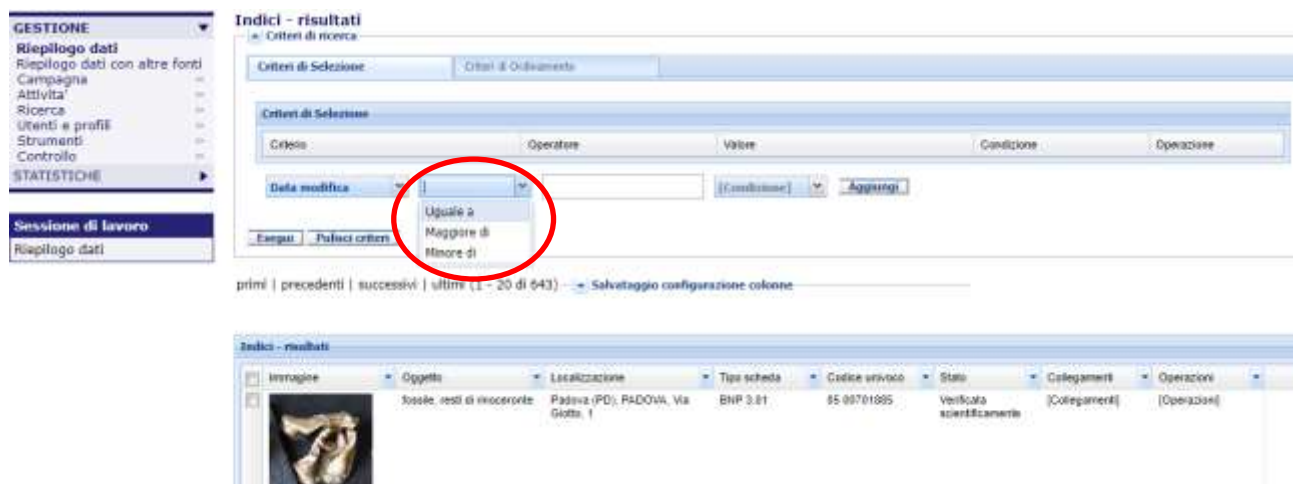 GESTIONE
Riepilogo dati
Riepilogo dati con altre fonti
Campagna
Attivita'
Ricerca
Utenti e profili
Strumenti
Controllo
STATISTICHE
Sessione di lavoro
Riepilogo dati
Indici - risultati
Criteri di ricerca
Criteri di Selezione Criteri di Ordinamento
Criteri di Selezione
Criterio Operatore Valore Condizione Operazione
Data modifica [Condizione] Aggiungi
Uguale a
Maggiore di
Minore di
Esegui Pulisci criteri
primi | precedenti | successivi | ultimi (1 - 20 di 643) Salvataggio configurazione colonne
Indici - risultati
Immagine Oggetto Localizzazione Tipo scheda Codice univoco Stato Collegamenti Operazioni
fossile, resti di rinoceronte Padova (PD), PADOVA, Via Giotto, 1 BNP 3.01 05 00701885 Verificata scientificamente [Collegamenti] [Operazioni]